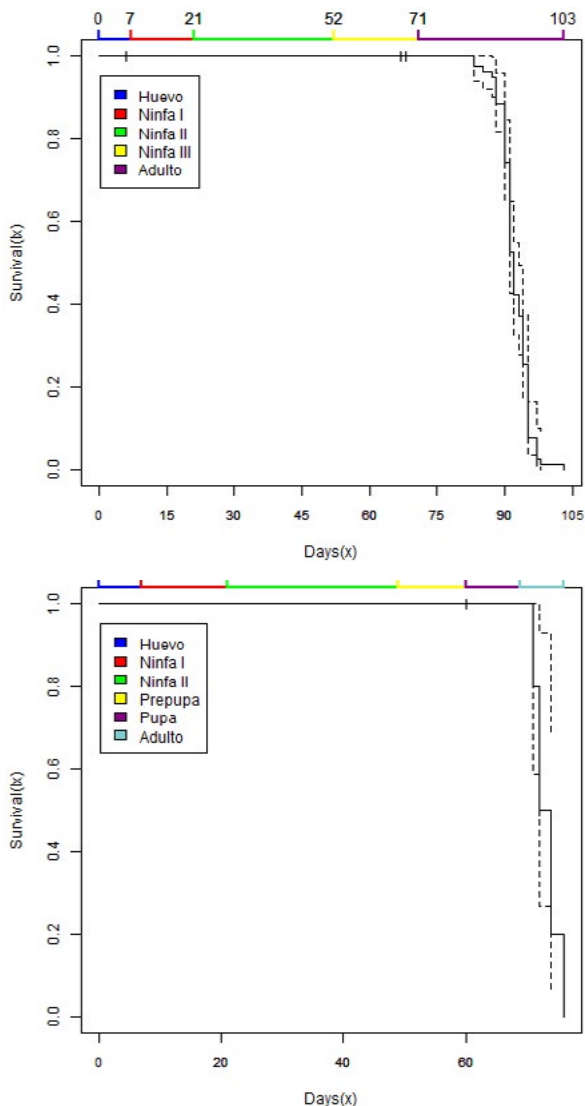 0 7 21 52 71 103
1.0
0.8
0.6
0.4
0.2
0.0
Survival(lx)
Huevo
Ninfa I
Ninfa II
Ninfa III
Adulto
0 15 30 45 60 75 90 105
Days(x)
1.0
0.8
0.6
0.4
0.2
0.0
Survival(lx)
Huevo
Ninfa I
Ninfa II
Prepupa
Pupa
Adulto
0 20 40 60
Days(x)